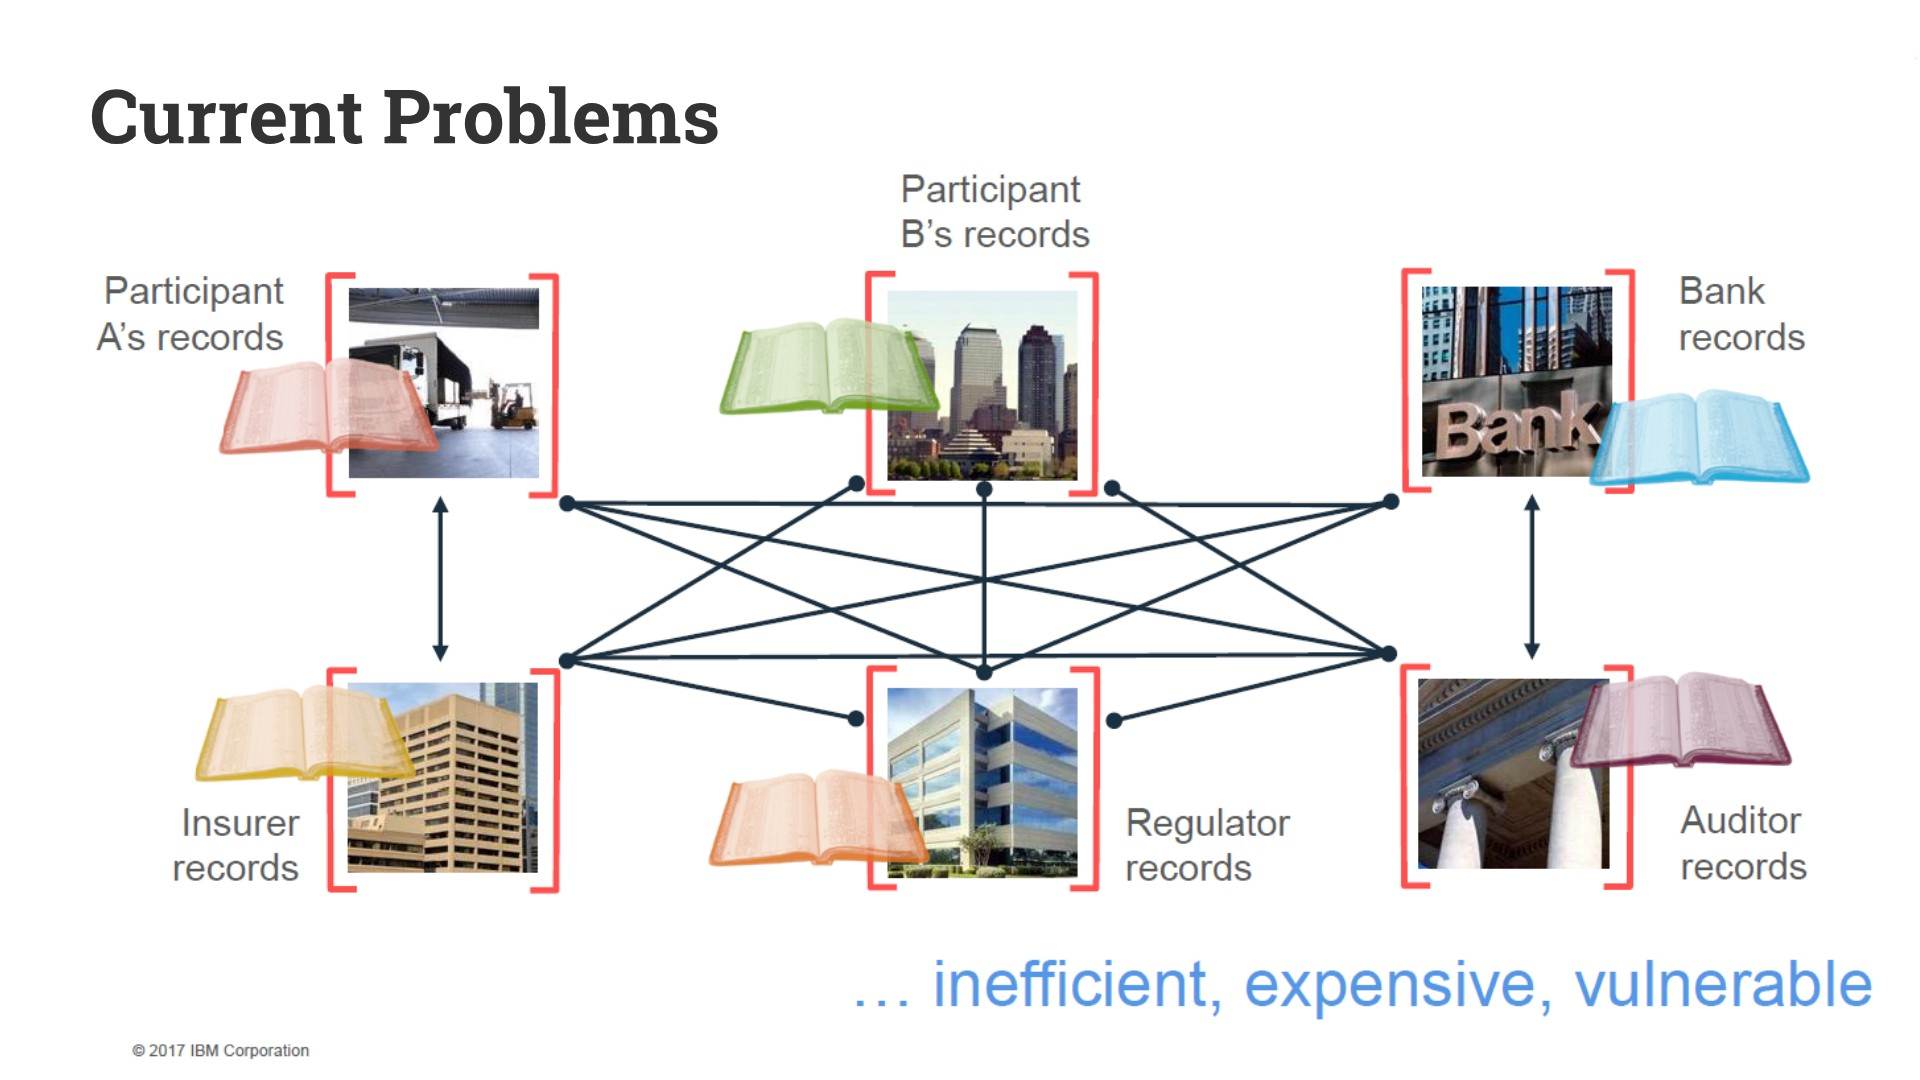 Current Problems
Participant
B's records
Participant
A's records
Bank
records
Bank
Insurer
records
Regulator
records
Auditor
records
... inefficient, expensive, vulnerable
© 2017 IBM Corporation